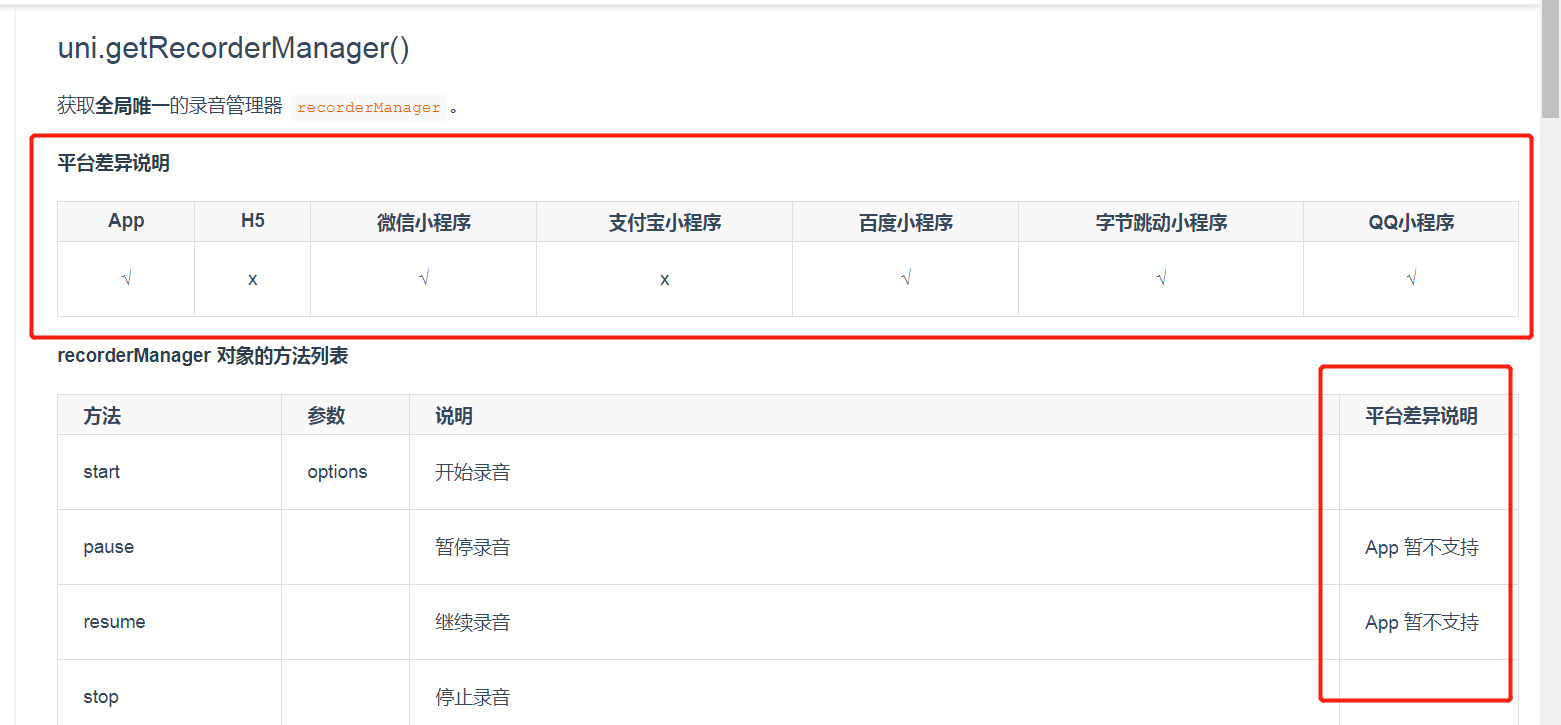 uni.getRecorderManager()
获取全局唯一的录音管理器 recorderManager 。
平台差异说明
App H5 微信小程序 支付宝小程序 百度小程序 字节跳动小程序 QQ小程序
√ x √ x √ √ √
recorderManager 对象的方法列表
方法 参数 说明 平台差异说明
start options 开始录音
pause 暂停录音 App 暂不支持
resume 继续录音 App 暂不支持
stop 停止录音